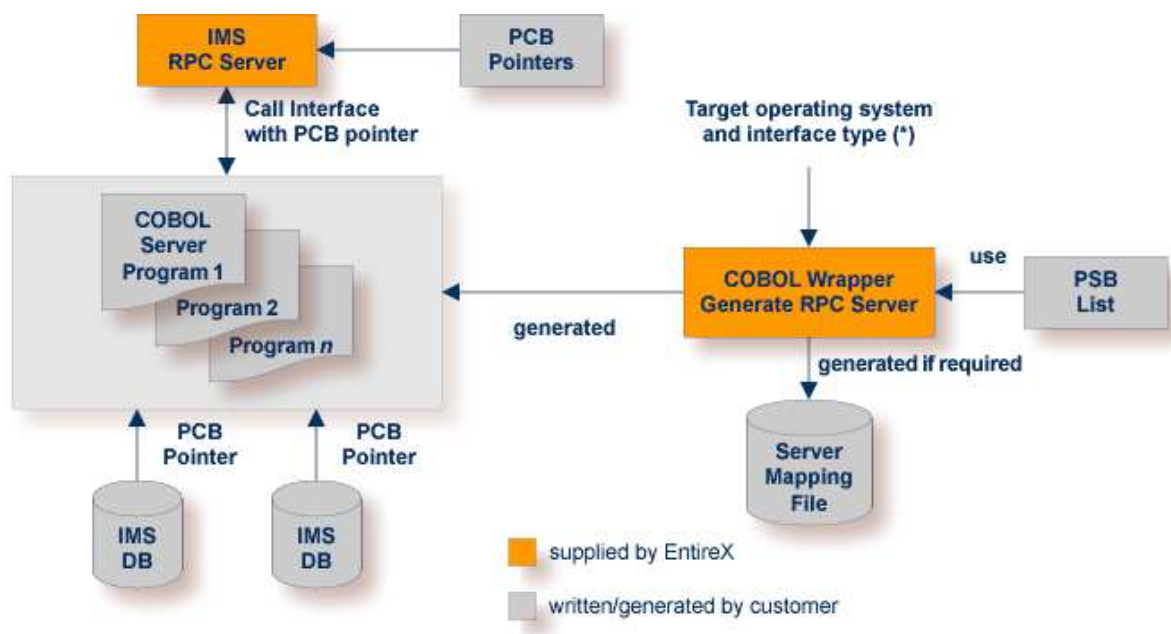 IMS
RPC Server
PCB
Pointers
Call Interface
with PCB pointer
Target operating system
and interface type (*)
COBOL
Server
Program 1
Program 2
Program n
generated
COBOL Wrapper
Generate RPC Server
use
PSB
List
generated if required
Server
Mapping
File
PCB
Pointer
PCB
Pointer
IMS
DB
IMS
DB
supplied by EntireX
written/generated by customer